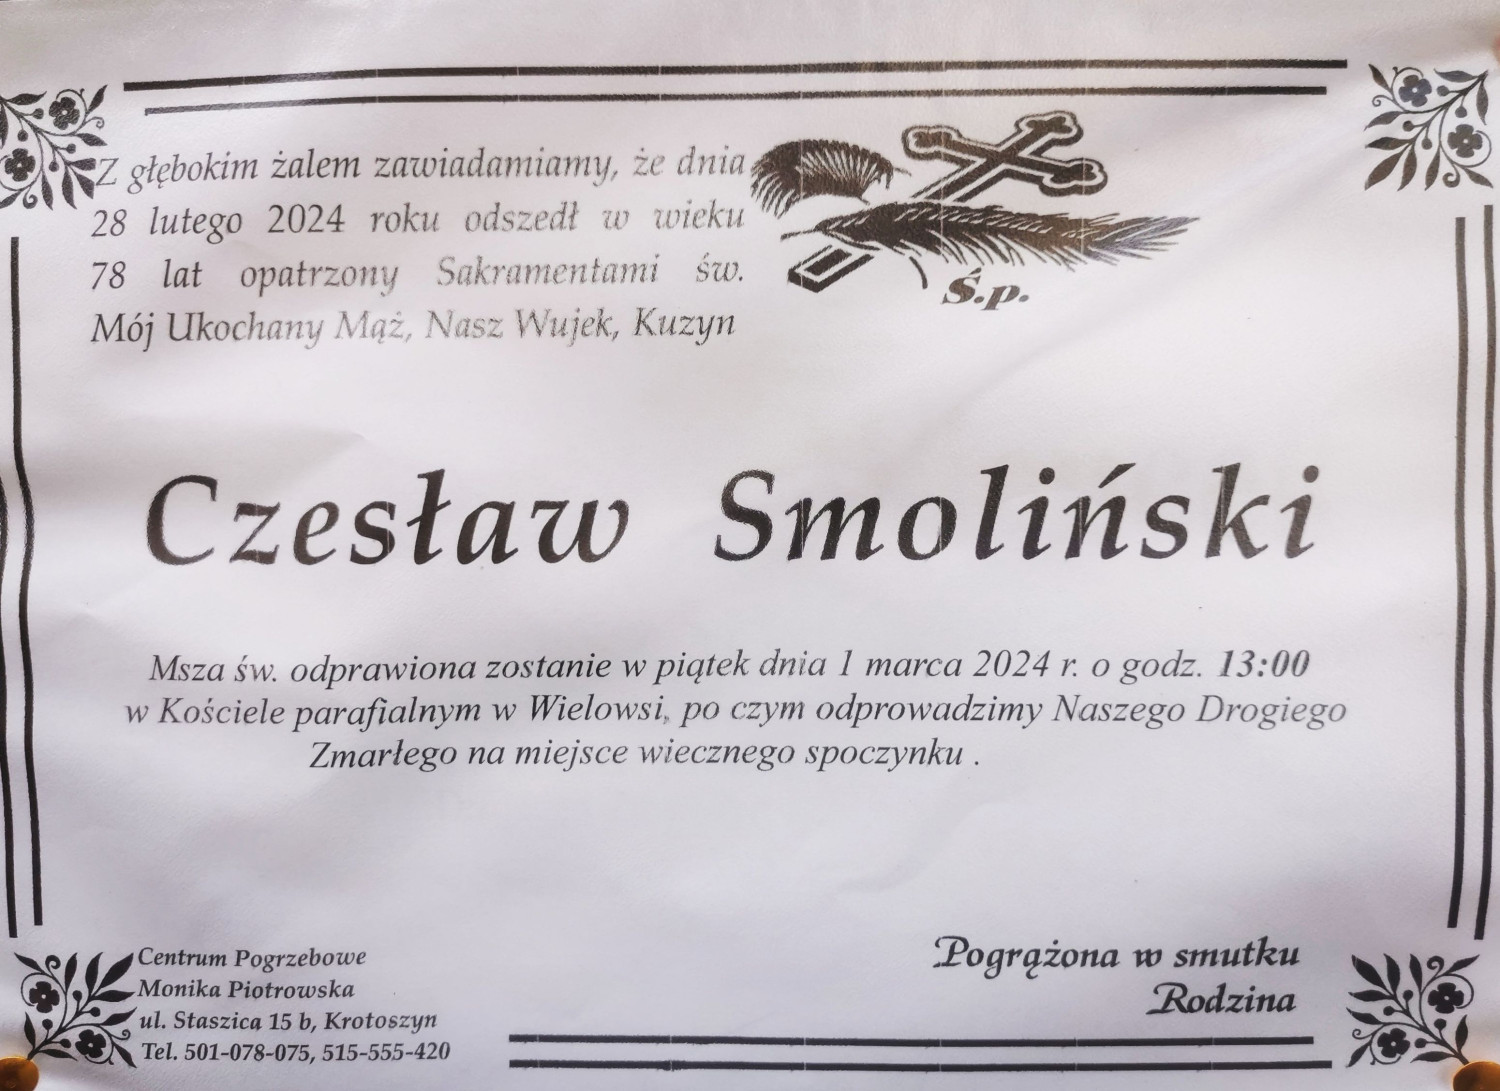 Z głębokim żalem zawiadamiamy, że dnia
28 lutego 2024 roku odszedł w wieku
78 lat opatrzony Sakramentami św.
Mój Ukochany Mąż, Nasz Wujek, Kuzyn
Ś.p.
Czesław Smoliński
Msza św. odprawiona zostanie w piątek dnia 1 marca 2024 r. o godz. 13:00
w Kościele parafialnym w Wielowsi, po czym odprowadzimy Naszego Drogiego
Zmarłego na miejsce wiecznego spoczynku .
Centrum Pogrzebowe
Monika Piotrowska
ul. Staszica 15 b, Krotoszyn
Tel. 501-078-075, 515-555-420
Pogrążona w smutku
Rodzina